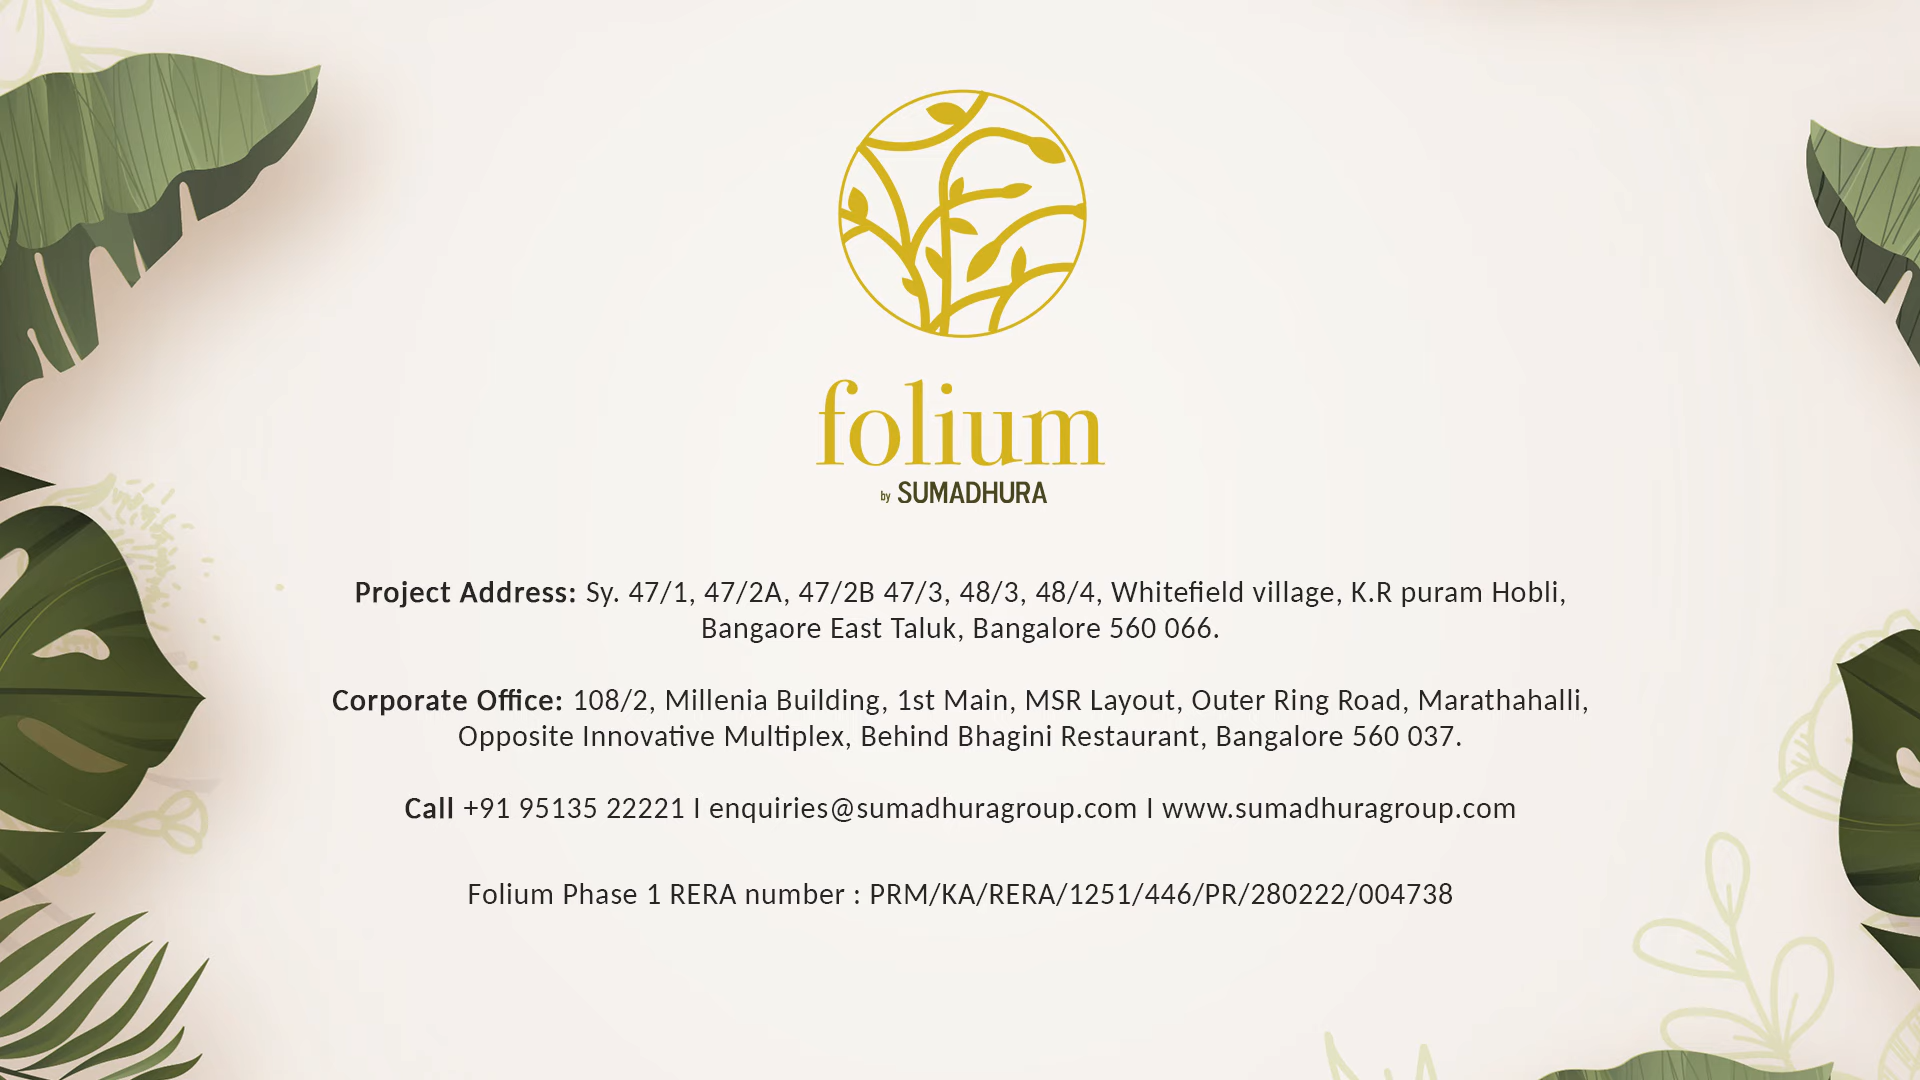 folium
by SUMADHURA
Project Address: Sy. 47/1, 47/2A, 47/2B 47/3, 48/3, 48/4, Whitefield village, K.R puram Hobli,
Bangaore East Taluk, Bangalore 560 066.
Corporate Office: 108/2, Millenia Building, 1st Main, MSR Layout, Outer Ring Road, Marathahalli,
Opposite Innovative Multiplex, Behind Bhagini Restaurant, Bangalore 560 037.
Call +91 95135 22221 I enquiries@sumadhuragroup.com I www.sumadhuragroup.com
Folium Phase 1 RERA number : PRM/KA/RERA/1251/446/PR/280222/004738